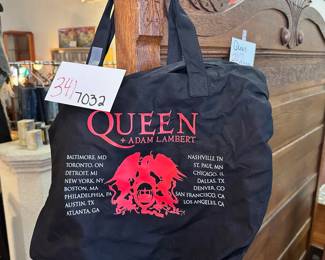 341
7032
QUEEN
+ ADAM LAMBERT
BALTIMORE, MD
TORONTO, ON
DETROIT, MI
NEW YORK, NY
BOSTON, MA
PHILADELPHIA, PA
AUSTIN, TX
ATLANTA, GA
NASHVILLE, TN
ST. PAUL, MN
CHICAGO, IL
DALLAS, TX
DENVER, CO
SAN FRANCISCO, CA
LOS ANGELES, CA